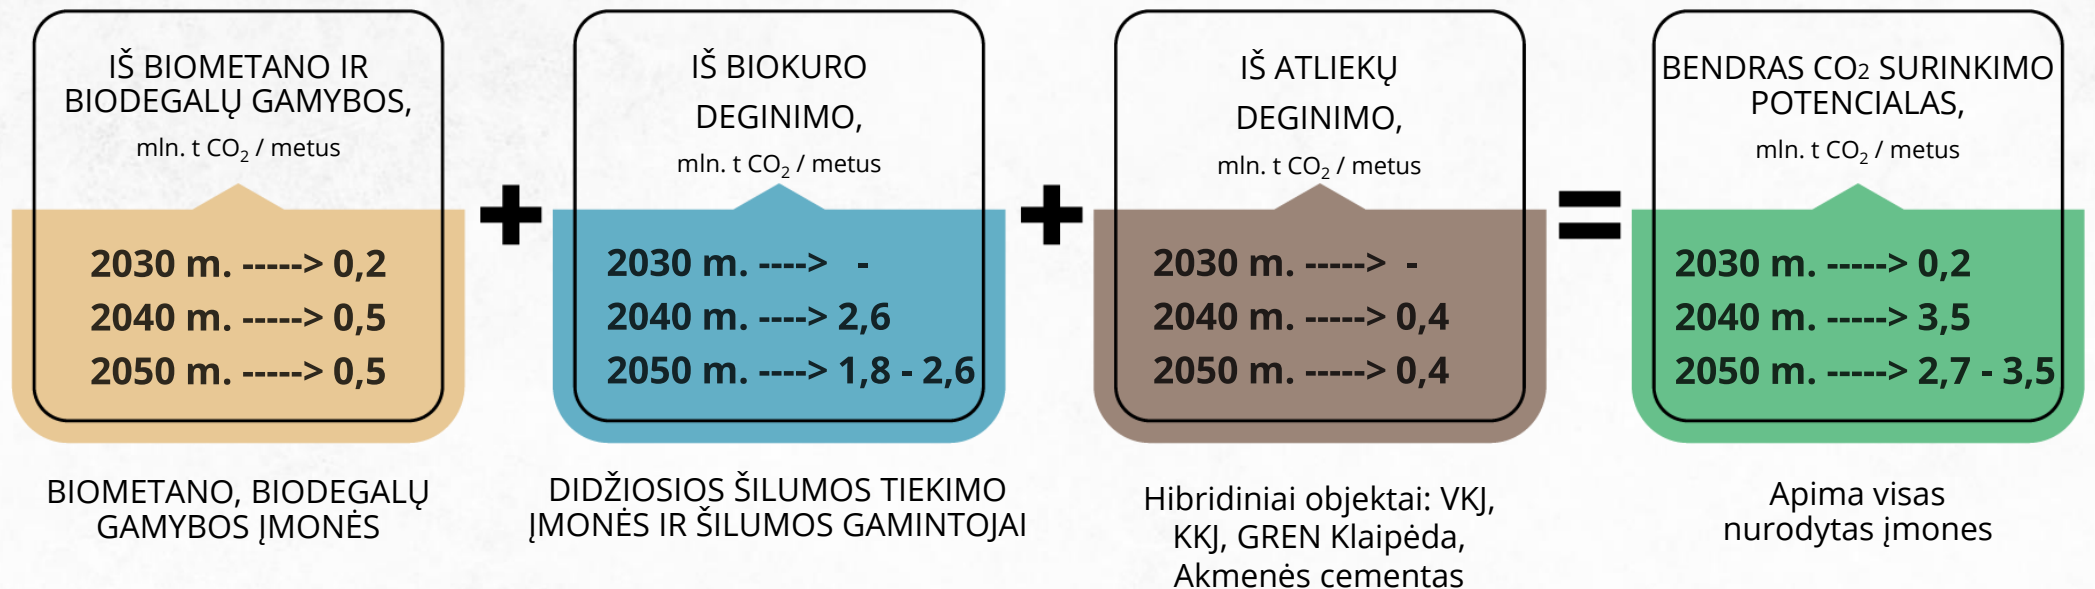 IŠ BIOMETANO IR
BIODEGALŲ GAMYBOS,
mln. t CO₂ / metus
2030 m. -----> 0,2
2040 m. -----> 0,5
2050 m. -----> 0,5
BIOMETANO, BIODEGALŲ
GAMYBOS ĮMONĖS
+
IŠ BIOKURO
DEGINIMO,
mln. t CO₂ / metus
2030 m. ----> -
2040 m. ----> 2,6
2050 m. ----> 1,8 - 2,6
DIDŽIOSIOS ŠILUMOS TIEKIMO
ĮMONĖS IR ŠILUMOS GAMINTOJAI
+
IŠ ATLIEKŲ
DEGINIMO,
mln. t CO₂ / metus
2030 m. -----> -
2040 m. -----> 0,4
2050 m. -----> 0,4
Hibridiniai objektai: VKJ,
KKJ, GREN Klaipėda,
Akmenės cementas
=
BENDRAS CO₂ SURINKIMO
POTENCIALAS,
mln. t CO₂ / metus
2030 m. -----> 0,2
2040 m. -----> 3,5
2050 m. -----> 2,7 - 3,5
Apima visas
nurodytas įmones